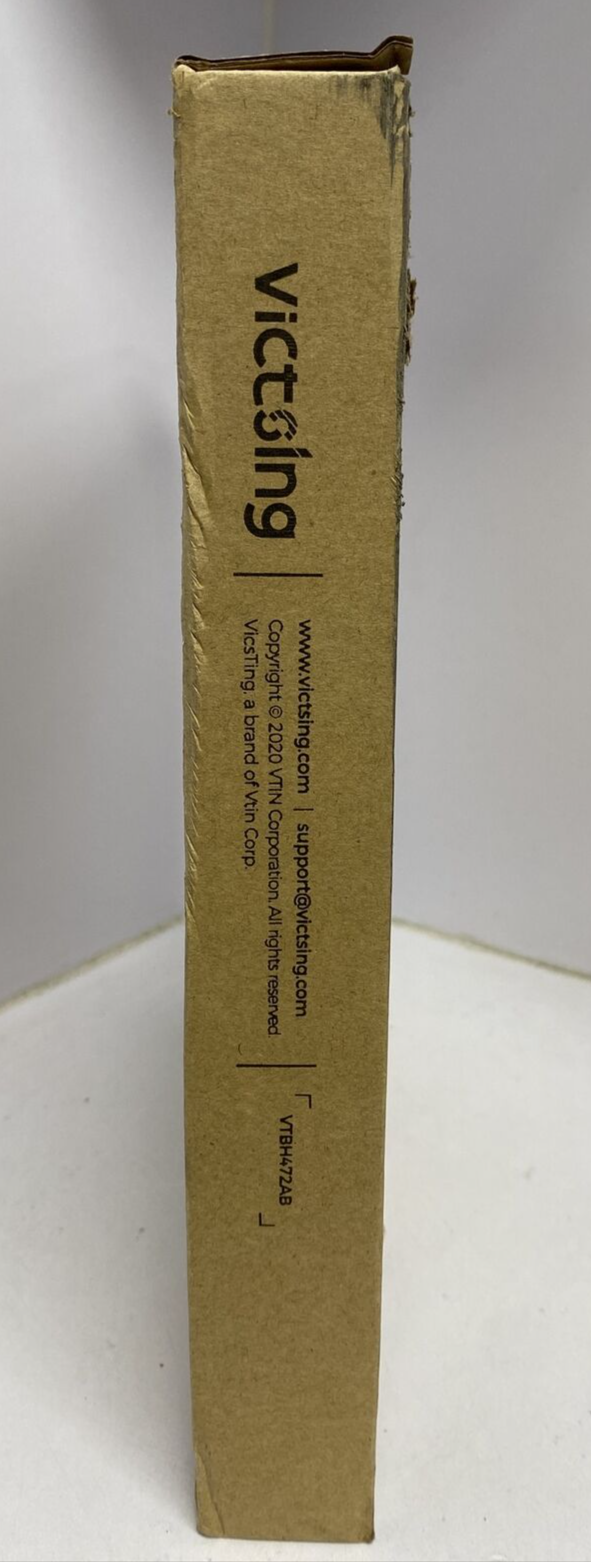 Victsing
www.victsing.com | support@victsing.com
Copyright © 2020 VTIN Corporation. All rights reserved.
VicsTing, a brand of Vtin Corp.
VTBH472AB